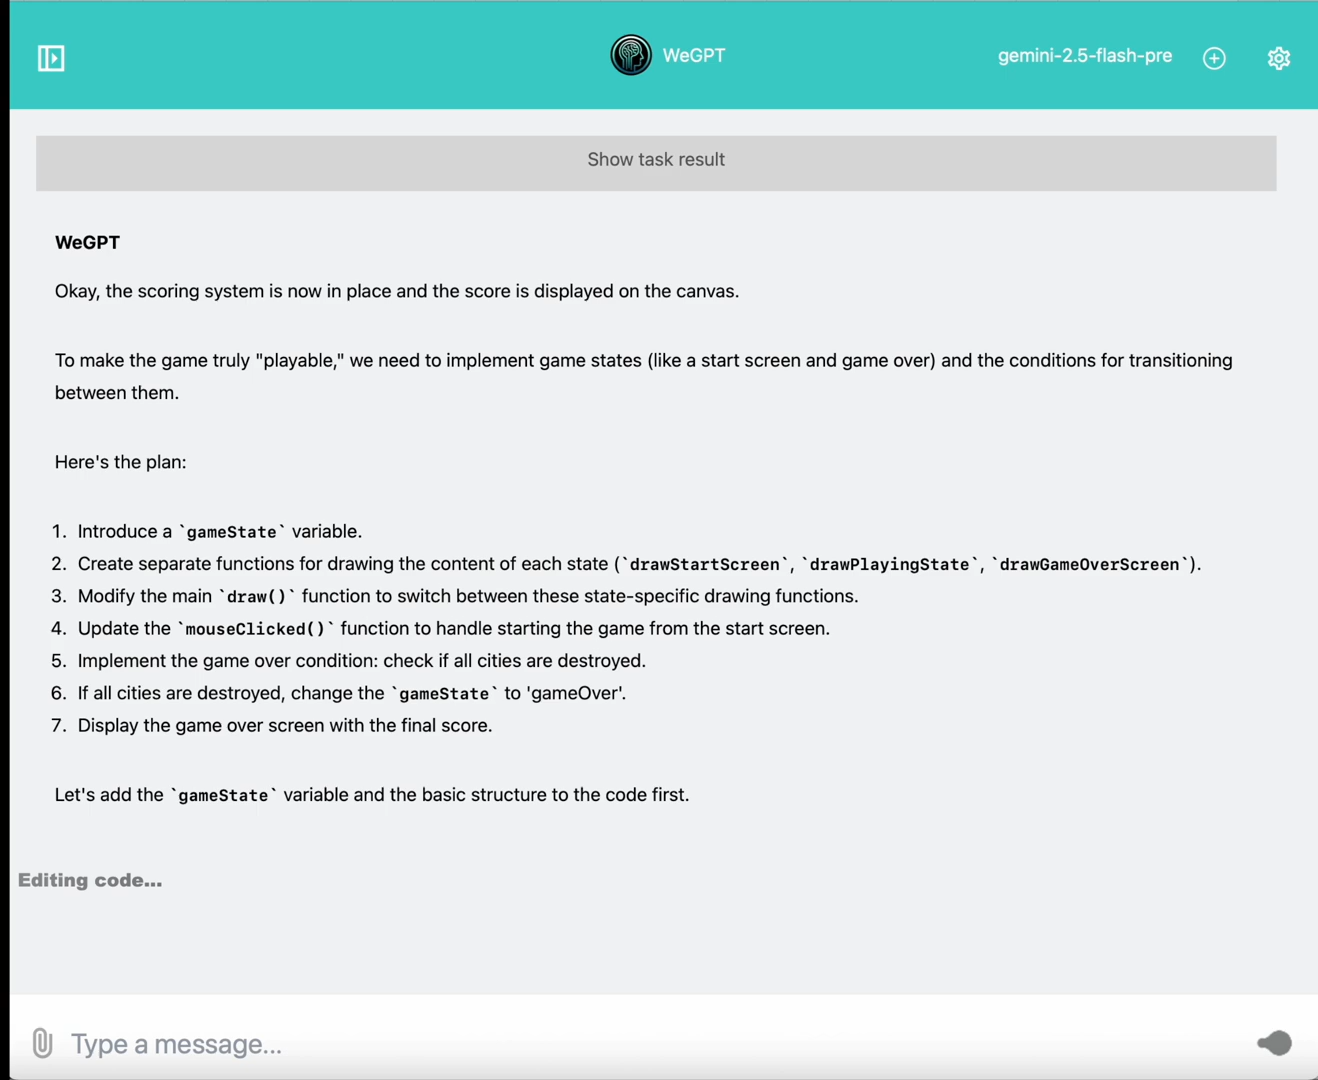 WeGPT
gemini-2.5-flash-pre
Show task result
WeGPT
Okay, the scoring system is now in place and the score is displayed on the canvas.
To make the game truly "playable," we need to implement game states (like a start screen and game over) and the conditions for transitioning
between them.
Here's the plan:
1. Introduce a `gameState` variable.
2. Create separate functions for drawing the content of each state (`drawStartScreen`, `drawPlayingState`, `drawGameOverScreen`).
3. Modify the main `draw()` function to switch between these state-specific drawing functions.
4. Update the `mouseClicked()` function to handle starting the game from the start screen.
5. Implement the game over condition: check if all cities are destroyed.
6. If all cities are destroyed, change the `gameState` to 'gameOver'.
7. Display the game over screen with the final score.
Let's add the `gameState` variable and the basic structure to the code first.
Editing code...
Type a message...